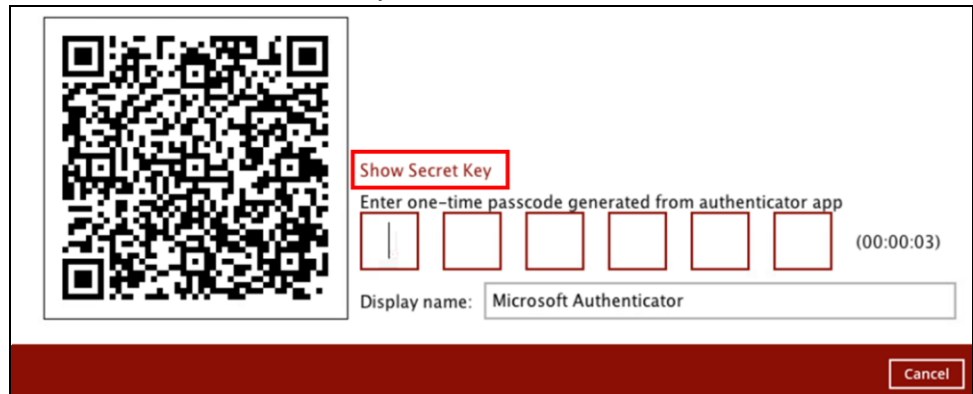 Show Secret Key
Enter one-time passcode generated from authenticator app
(00:00:03)
Display name: Microsoft Authenticator
Cancel